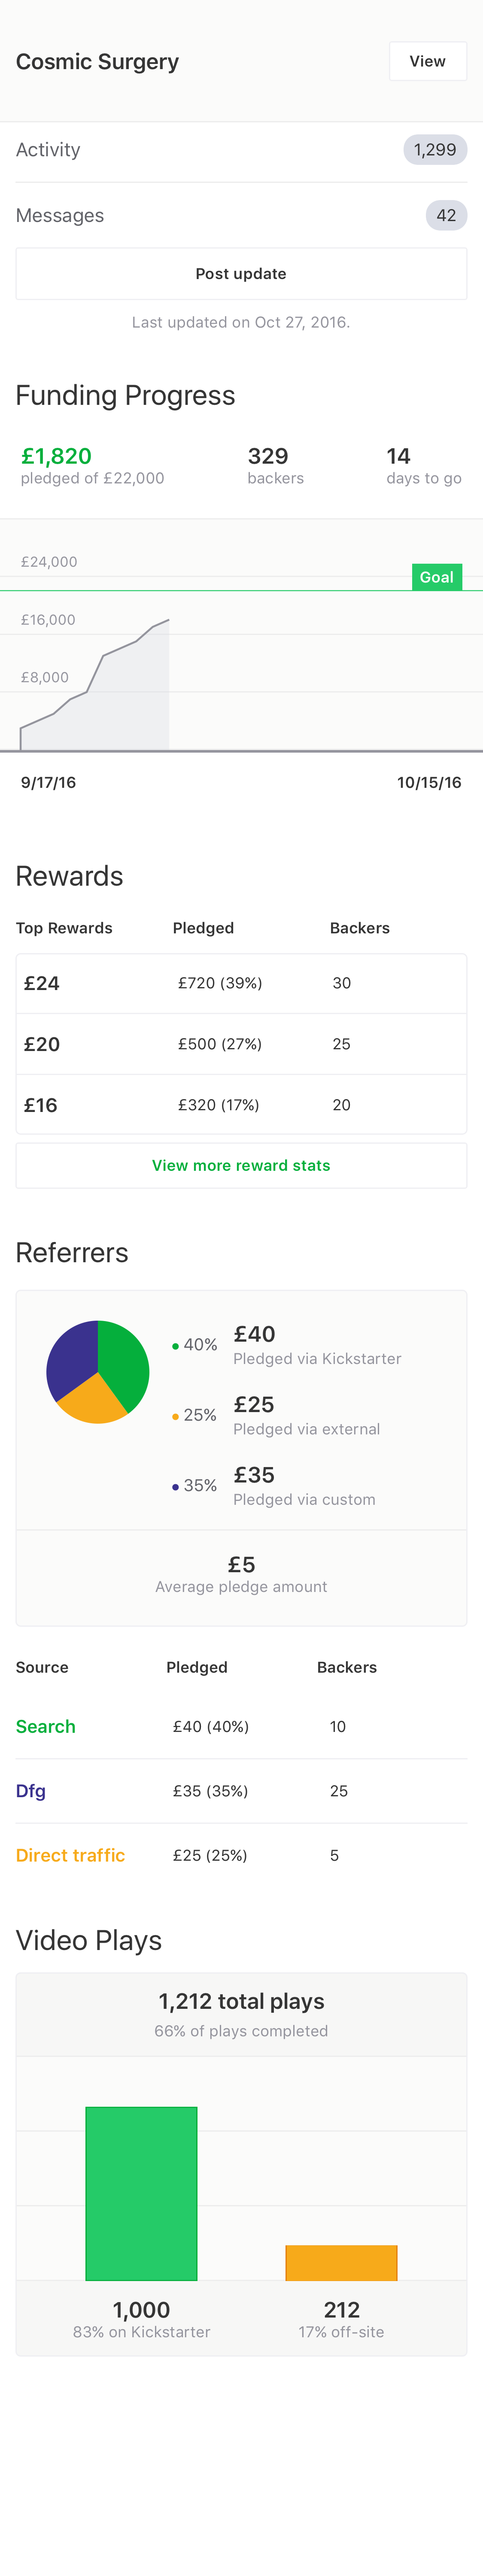 Cosmic Surgery
View
Activity
1,299
Messages
42
Post update
Last updated on Oct 27, 2016.
Funding Progress
£1,820
329
14
pledged of £22,000
backers
days to go
£24,000
Goal
£16,000
£8,000
9/17/16
10/15/16
Rewards
Top Rewards Pledged Backers
£24 £720 (39%) 30
£20 £500 (27%) 25
£16 £320 (17%) 20
View more reward stats
Referrers
40%
£40
Pledged via Kickstarter
25%
£25
Pledged via external
35%
£35
Pledged via custom
£5
Average pledge amount
Source Pledged Backers
Search £40 (40%) 10
Dfg £35 (35%) 25
Direct traffic £25 (25%) 5
Video Plays
1,212 total plays
66% of plays completed
1,000
212
83% on Kickstarter
17% off-site